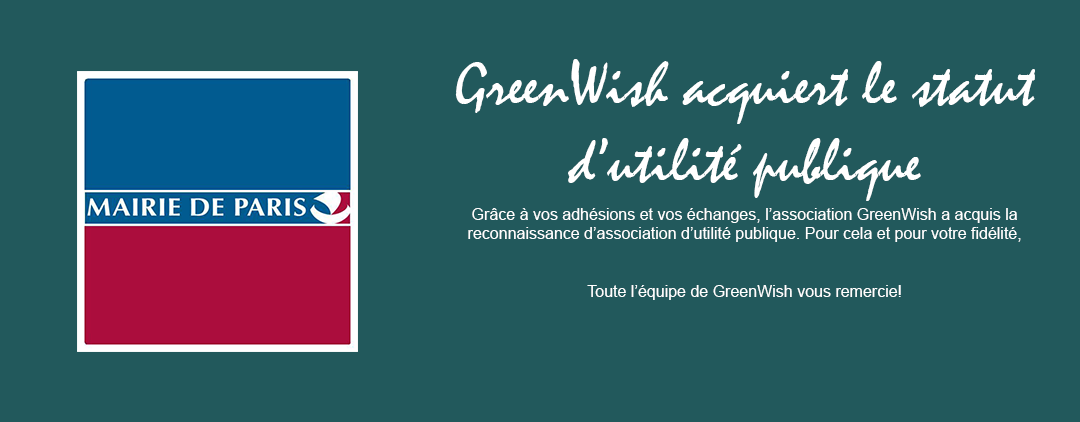 MAIRIE DE PARIS
GreenWish acquiert le statut
d'utilité publique
Grâce à vos adhésions et vos échanges, l'association GreenWish a acquis la
reconnaissance d'association d'utilité publique. Pour cela et pour votre fidélité,
Toute l'équipe de GreenWish vous remercie!